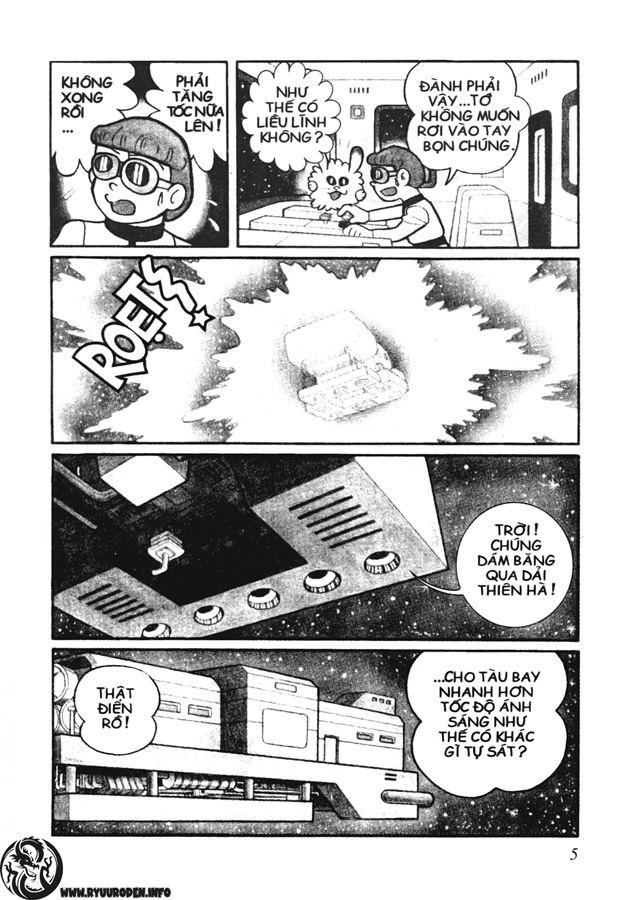 KHÔNG
XONG
RỒI
...
PHẢI
TĂNG
TỐC NỮA
LÊN!
NHƯ
THẾ CÓ
LIỀU LĨNH
KHÔNG?
ĐÀNH PHẢI
VẬY...TỚ
KHÔNG MUỐN
RƠI VÀO TAY
BỌN CHÚNG.
ROẸTS
TRỜI!
CHÚNG
DÁM BĂNG
QUA DẢI
THIÊN HÀ!
THẬT
ĐIÊN
RỒ!
...CHO TÀU BAY
NHANH HƠN
TỐC ĐỘ ÁNH
SÁNG NHƯ
THẾ CÓ KHÁC
GÌ TỰ SÁT?
5
WWW.RYUURODEN.INFO